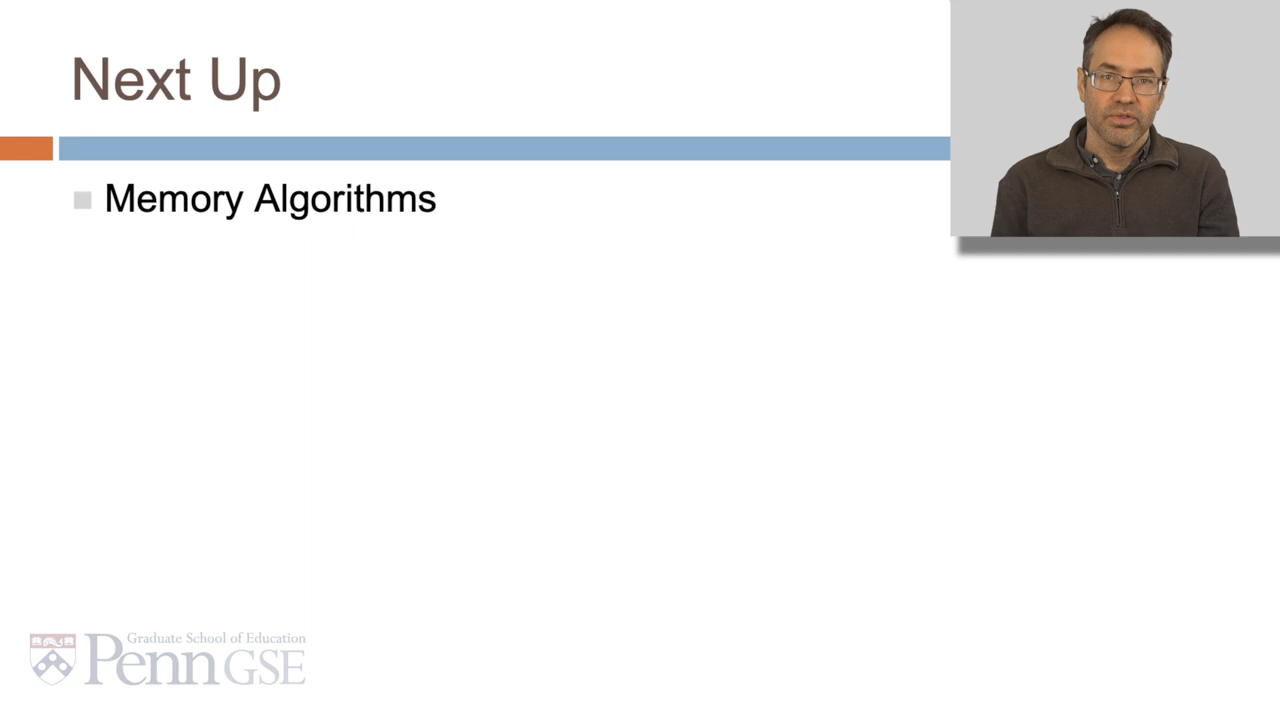 Next Up
Memory Algorithms
Graduate School of Education
Penn GSE